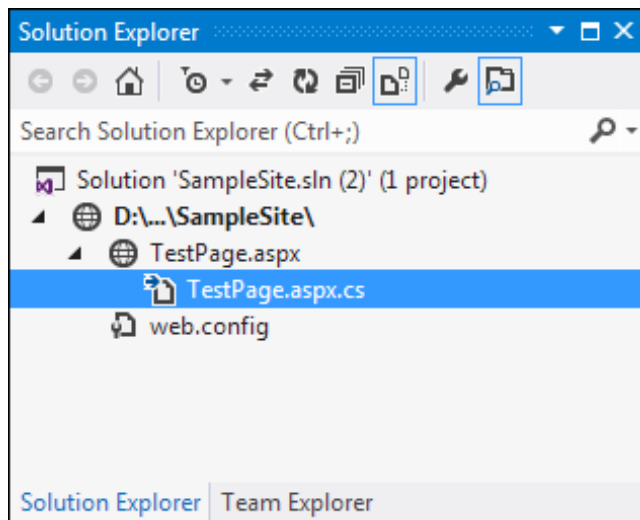 Solution Explorer
Search Solution Explorer (Ctrl+;)
Solution 'SampleSite.sln (2)' (1 project)
D:\...\SampleSite\
TestPage.aspx
TestPage.aspx.cs
web.config
Solution Explorer Team Explorer